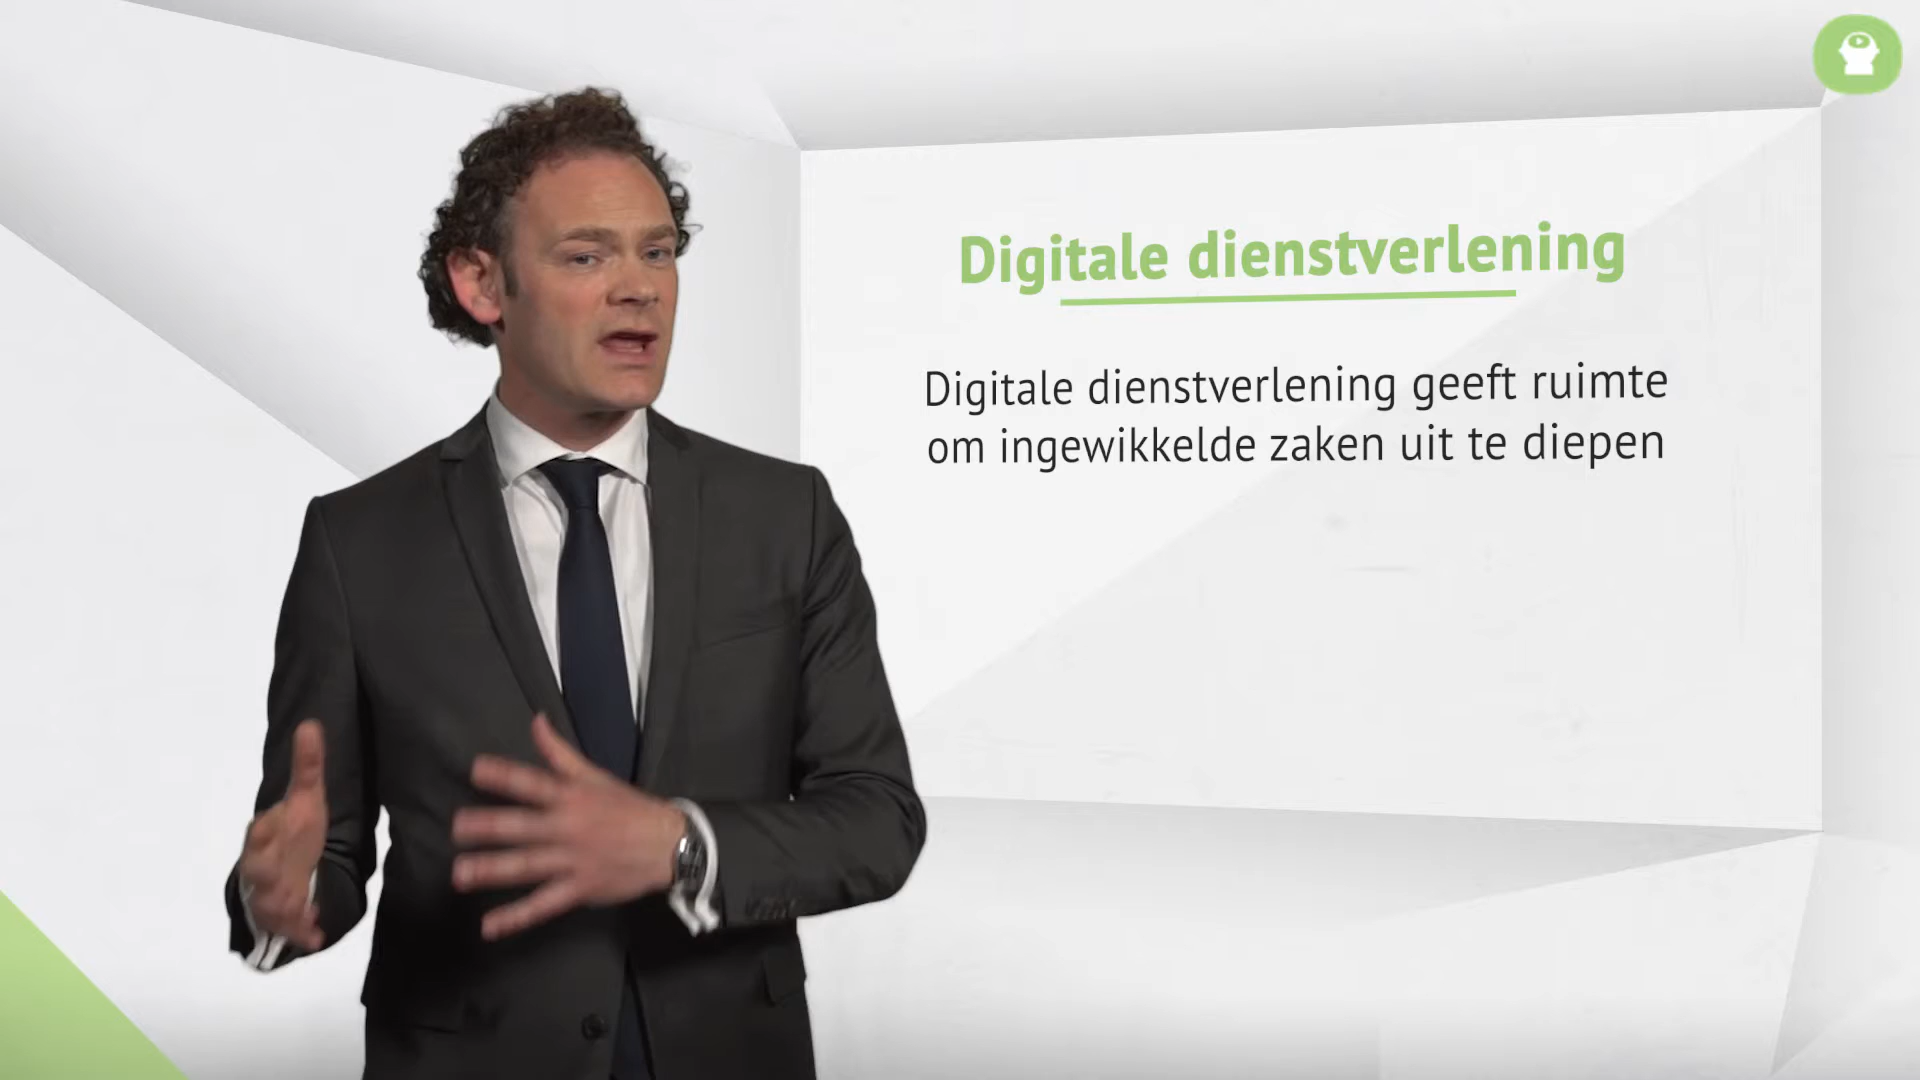 Digitale dienstverlening
Digitale dienstverlening geeft ruimte
om ingewikkelde zaken uit te diepen